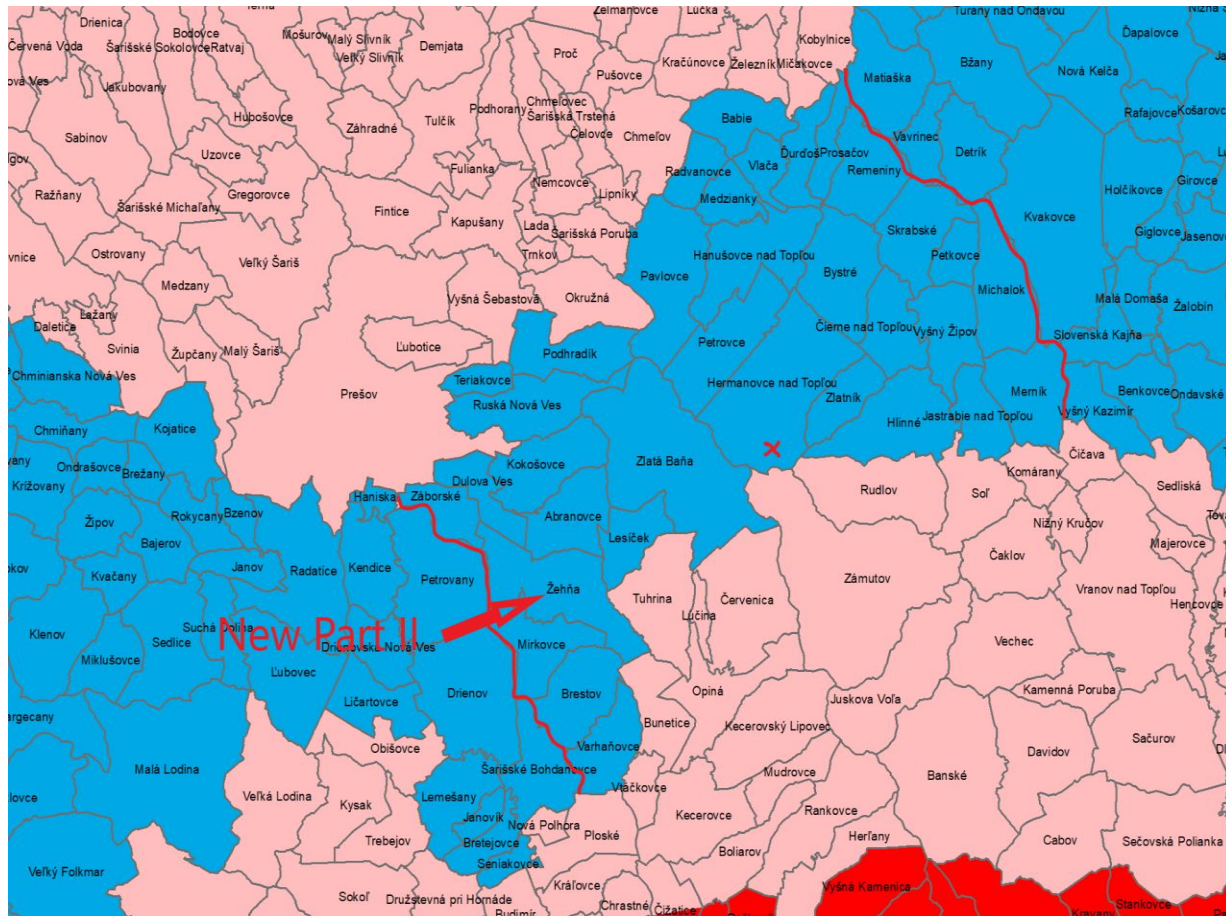 Drienica
Bodovce
Mošurov
Malý Slivník
Zelmanovce
Lúčka
Kobylnice
Turany nad Ondavou
Červená Voda
Šarišské Sokolovce
Ratvaj
Veľký Slivník
Demjata
Proč
Kračúnovce
Železník
Mičakovce
Bžany
Ďapalovce
Jakubovany
Pušovce
Matiaška
Nová Kelča
Podhorany
Chmeľovec
Hubošovce
Šarišská Trstená
Babie
Rafajovce
Košarovce
Sabinov
Záhradné
Tulčík
Čelovce
Chmeľov
Vavrinec
Uzovce
Ďurďoš
Prosačov
Detrík
Vlača
Fulianka
Radvanovce
Remeniny
Nemcovce
Holčíkovce
Girovce
Ražňany
Gregorovce
Lipníky
Medzianky
Šarišské Michaľany
Fintice
Kapušany
Lada
Šarišská Poruba
Skrabské
Kvakovce
Giglovce
Jasenovce
Ostrovany
Trnkov
Hanušovce nad Topľou
Petkovce
Veľký Šariš
Pavlovce
Bystré
Medzany
Vyšná Šebastová
Okružná
Michalok
Malá Domaša
Žalobín
Lažany
Daletice
Čierne nad Topľou
Vyšný Žipov
Slovenská Kajňa
Svinia
Župčany
Malý Šariš
Ľubotice
Podhradík
Petrovce
Chminianska Nová Ves
Teriakovce
Hermanovce nad Topľou
Merník
Benkovce
Ondavské
Prešov
Ruská Nová Ves
Zlatník
Hlinné
Jastrabie nad Topľou
Vyšný Kazimír
Chmiňany
Kojatice
Zlatá Baňa
Čičava
Ondrašovce
Brežany
Kokošovce
Komárany
Križovany
Dulova Ves
Rudlov
Soľ
Sedliská
Haniska
Záborské
Žipov
Rokycany
Bzenov
Abranovce
Nižný Kručov
Bajerov
Lesíček
Čaklov
Majerovce
Kvačany
Janov
Radatice
Kendice
Petrovany
Zámutov
Žehňa
Tuhrina
Červenica
Vranov nad Topľou
Hencovce
Lúčina
Klenov
Sedlice
Suchá Dolina
New Part II
Drienovská Nová Ves
Mirkovce
Vechec
Miklušovce
Ľubovec
Ličartovce
Drienov
Brestov
Opiná
Juskova Voľa
Kamenná Poruba
Bunetice
Kecerovský Lipovec
Obišovce
Varhaňovce
Davidov
Sačurov
Malá Lodina
Šarišské Bohdanovce
Mudrovce
Banské
Vtáčkovce
Veľká Lodina
Lemešany
Kysak
Janovík
Nová Polhora
Ploské
Kecerovce
Rankovce
Trebejov
Bretejovce
Herľany
Cabov
Sečovská Polianka
Boliarov
Veľký Folkmar
Seniakovce
Kráľovce
Vyšná Kamenica
Sokoľ
Družstevná pri Hornáde
Chrastné
Čižatice
Stankovce
Budimír
Kravany